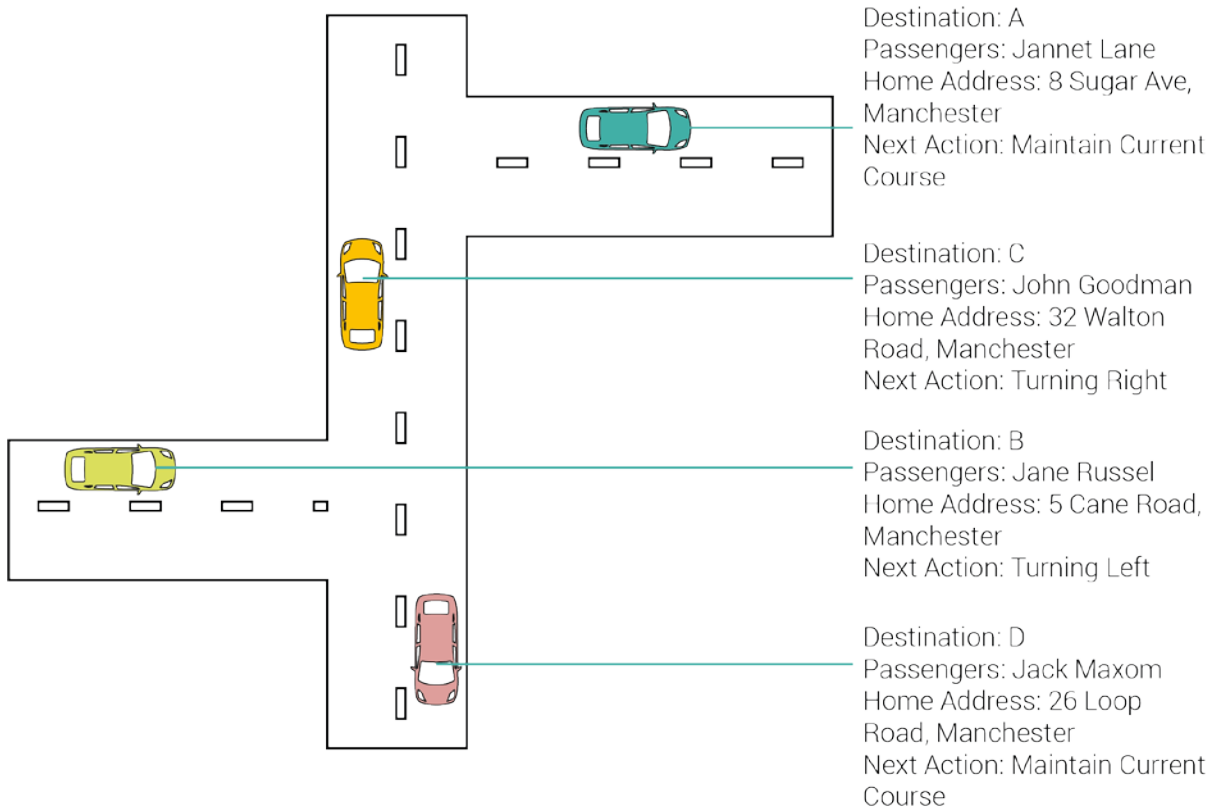 Destination: A
Passengers: Jannet Lane
Home Address: 8 Sugar Ave,
Manchester
Next Action: Maintain Current
Course
Destination: C
Passengers: John Goodman
Home Address: 32 Walton
Road, Manchester
Next Action: Turning Right
Destination: B
Passengers: Jane Russel
Home Address: 5 Cane Road,
Manchester
Next Action: Turning Left
Destination: D
Passengers: Jack Maxom
Home Address: 26 Loop
Road, Manchester
Next Action: Maintain Current
Course